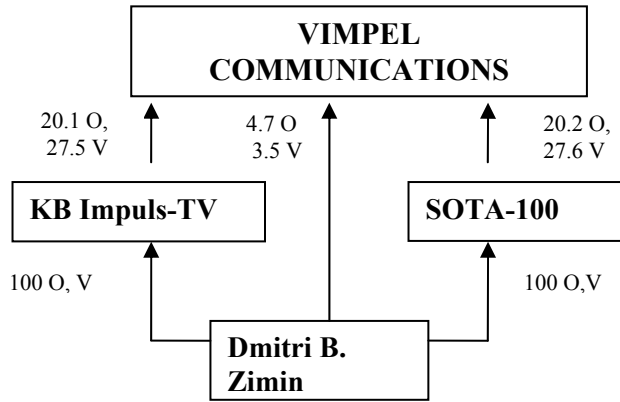 VIMPEL
COMMUNICATIONS
20.1 O,
27.5 V
4.7 O
3.5 V
20.2 O,
27.6 V
KB Impuls-TV
SOTA-100
100 O, V
100 O,V
Dmitri B.
Zimin